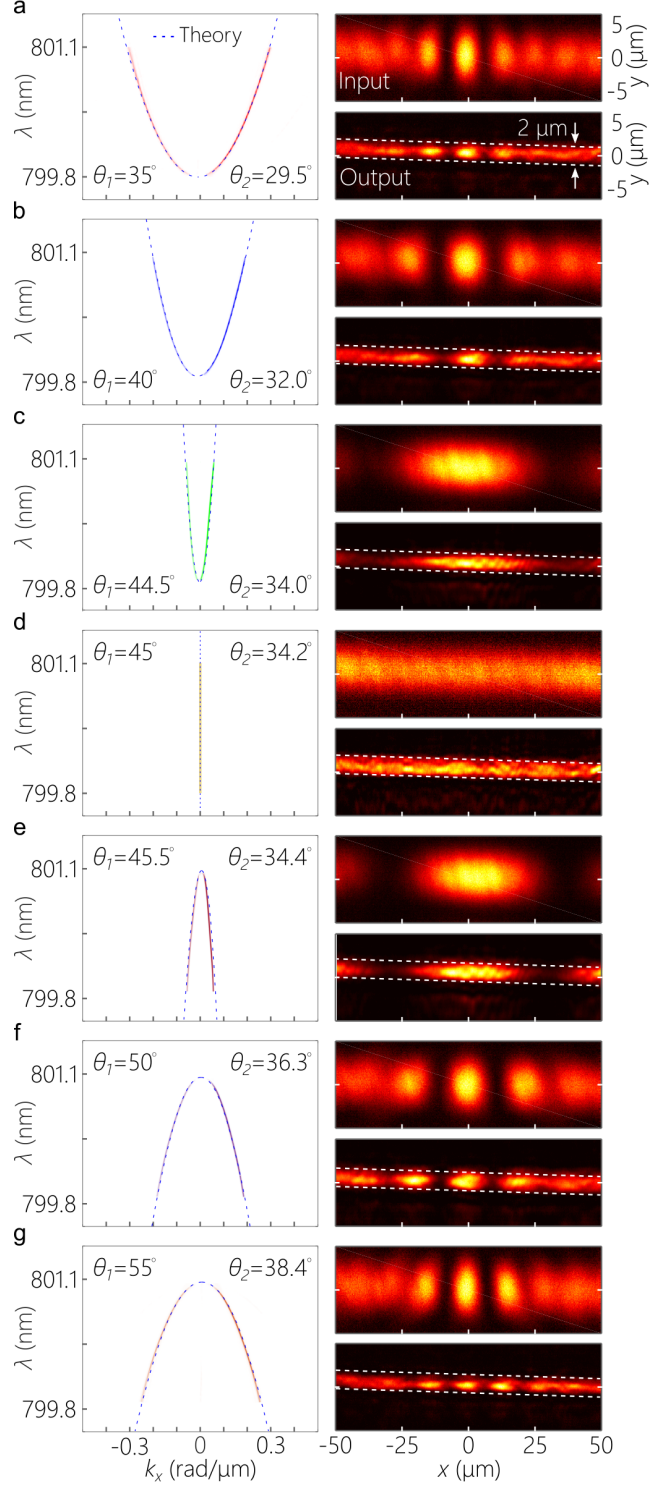 a
801.1
799.8
λ (nm)
Theory
θ1=35°
θ2=29.5°
Input
Output
2 μm
5
0
-5
y (μm)
5
0
-5
y (μm)
b
801.1
799.8
λ (nm)
θ1=40°
θ2=32.0°
c
801.1
799.8
λ (nm)
θ1=44.5°
θ2=34.0°
d
801.1
799.8
λ (nm)
θ1=45°
θ2=34.2°
e
801.1
799.8
λ (nm)
θ1=45.5°
θ2=34.4°
f
801.1
799.8
λ (nm)
θ1=50°
θ2=36.3°
g
801.1
799.8
λ (nm)
θ1=55°
θ2=38.4°
-0.3 0 0.3
kx (rad/μm)
-50 -25 0 25 50
x (μm)